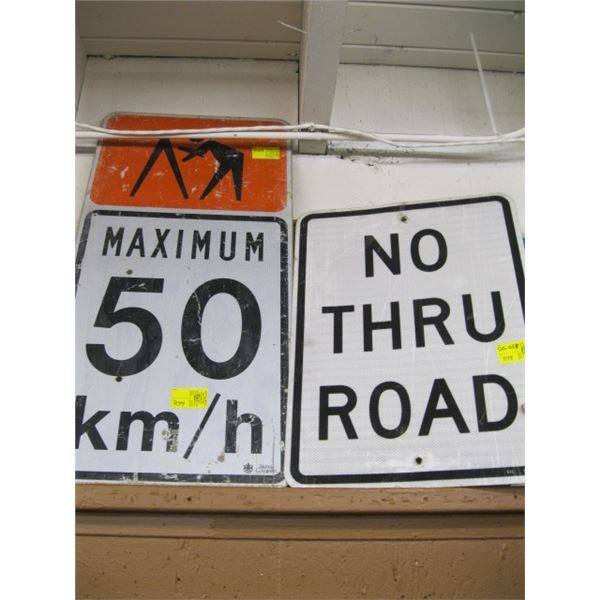 MAXIMUM
50
km/h
NO
THRU
ROAD